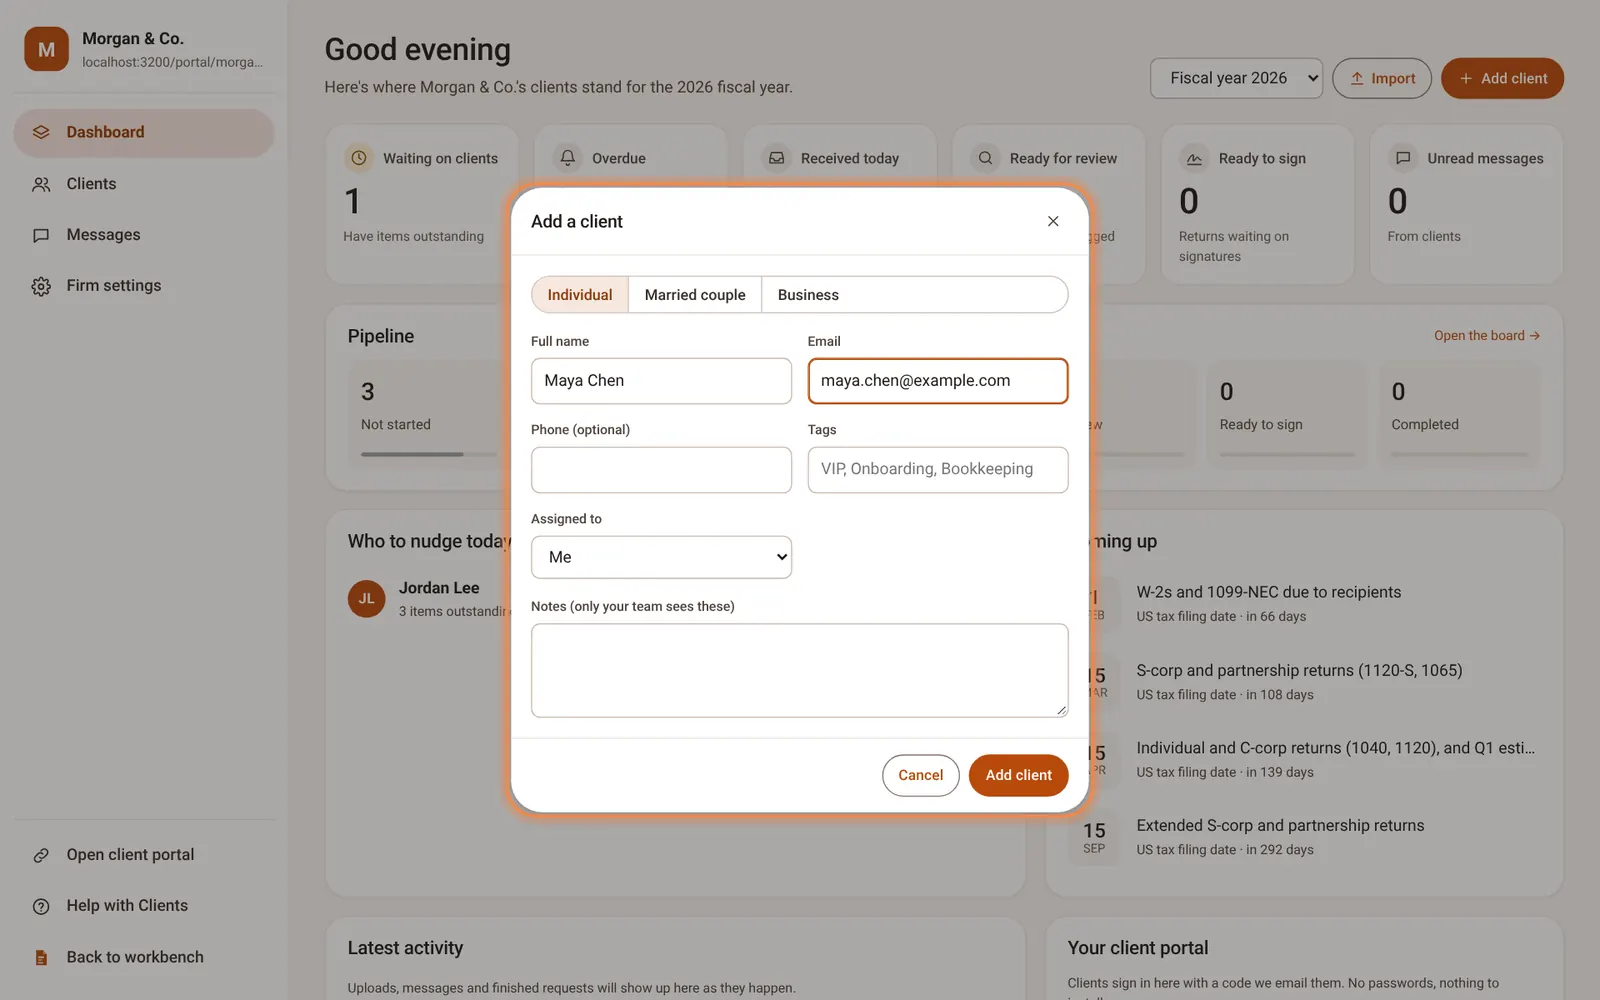 M
Morgan & Co.
localhost:3200/portal/morga...
Dashboard
Clients
Messages
Firm settings
Open client portal
Help with Clients
Back to workbench
Good evening
Here's where Morgan & Co.'s clients stand for the 2026 fiscal year.
Fiscal year 2026
Import
+ Add client
Waiting on clients
1
Have items outstanding
Overdue
Received today
Ready for review
Ready to sign
0
Returns waiting on
signatures
Unread messages
0
From clients
Pipeline
Open the board →
3
Not started
0
Ready to sign
0
Completed
Who to nudge today
JL
Jordan Lee
3 items outstanding
W-2s and 1099-NEC due to recipients
US tax filing date · in 66 days
15
S-corp and partnership returns (1120-S, 1065)
US tax filing date · in 108 days
15
Individual and C-corp returns (1040, 1120), and Q1 esti...
US tax filing date · in 139 days
15
SEP
Extended S-corp and partnership returns
US tax filing date · in 292 days
Latest activity
Uploads, messages and finished requests will show up here as they happen.
Your client portal
Clients sign in here with a code we email them. No passwords, nothing to
Add a client
Individual
Married couple
Business
Full name
Maya Chen
Email
maya.chen@example.com
Phone (optional)
Tags
VIP, Onboarding, Bookkeeping
Assigned to
Me
Notes (only your team sees these)
Cancel
Add client